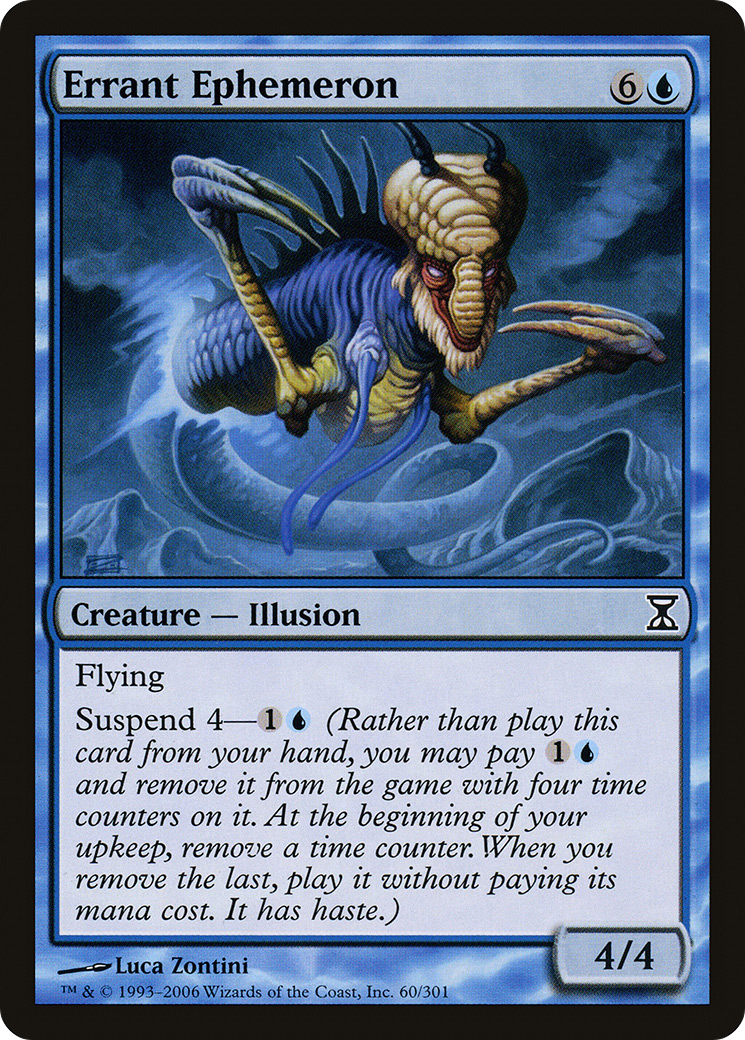 Errant Ephemeron 6
Creature — Illusion
Flying
Suspend 4—1 (Rather than play this
card from your hand, you may pay 1
and remove it from the game with four time
counters on it. At the beginning of your
upkeep, remove a time counter. When you
remove the last, play it without paying its
mana cost. It has haste.)
4/4
Luca Zontini
™ & © 1993–2006 Wizards of the Coast, Inc. 60/301